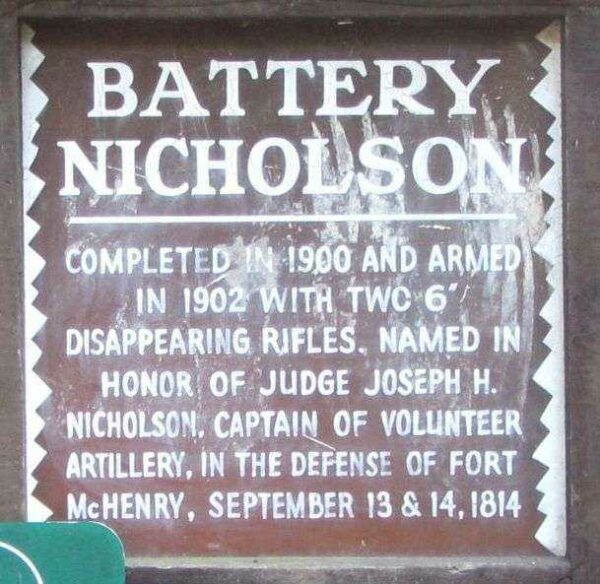 BATTERY
NICHOLSON
COMPLETED IN 1900 AND ARMED
IN 1902 WITH TWO 6"
DISAPPEARING RIFLES. NAMED IN
HONOR OF JUDGE JOSEPH H.
NICHOLSON, CAPTAIN OF VOLUNTEER
ARTILLERY, IN THE DEFENSE OF FORT
McHENRY, SEPTEMBER 13 & 14, 1814